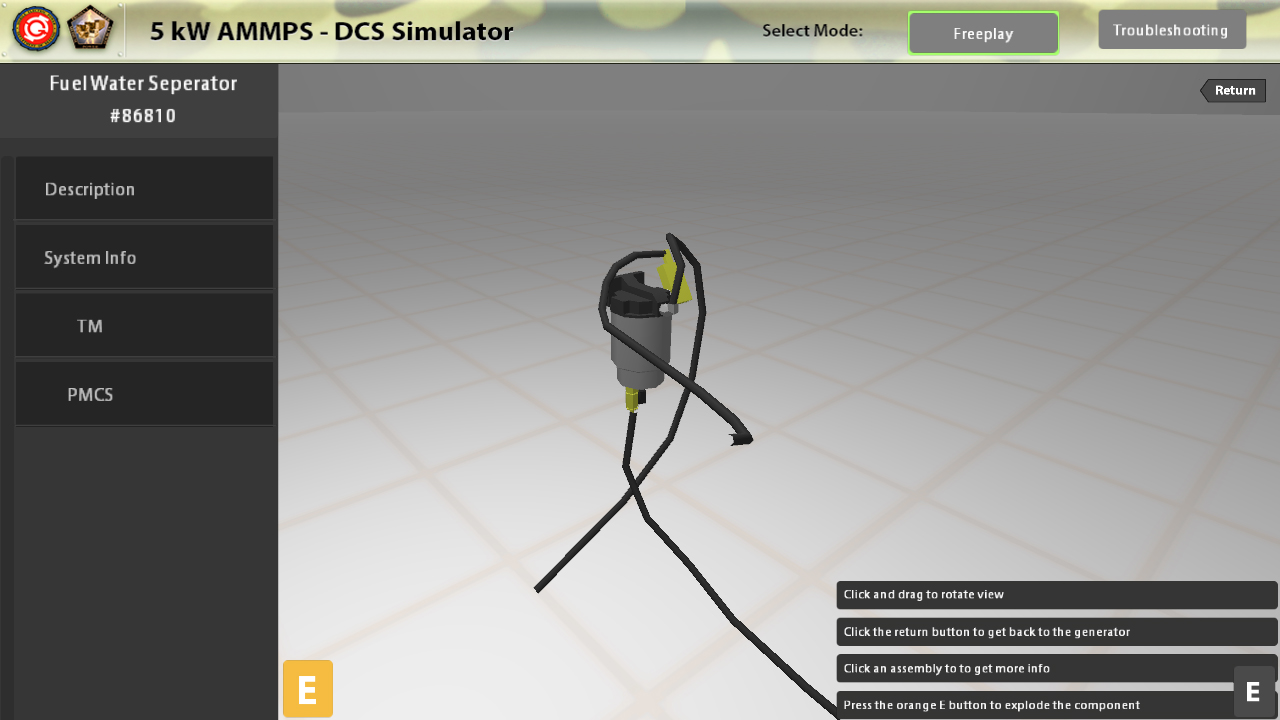 5 kW AMMPS - DCS Simulator
Select Mode:
Freeplay
Troubleshooting
Fuel Water Seperator
#86810
Return
Description
System Info
TM
PMCS
Click and drag to rotate view
Click the return button to get back to the generator
Click an assembly to to get more info
Press the orange E button to explode the component
E
E